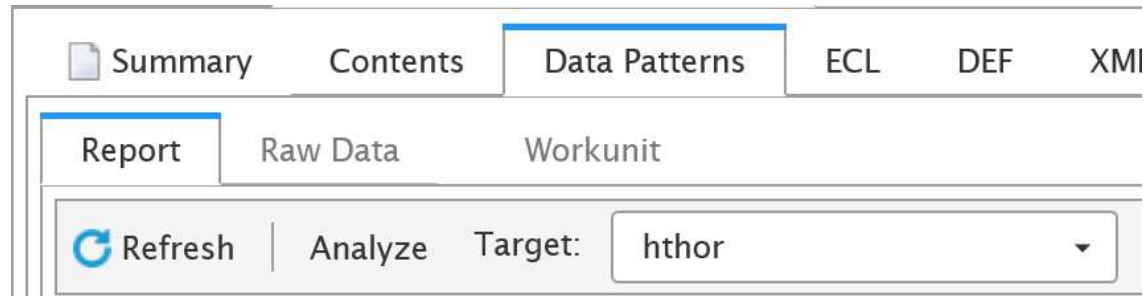 Summary Contents Data Patterns ECL DEF
Report Raw Data Workunit
Refresh Analyze Target: hthor